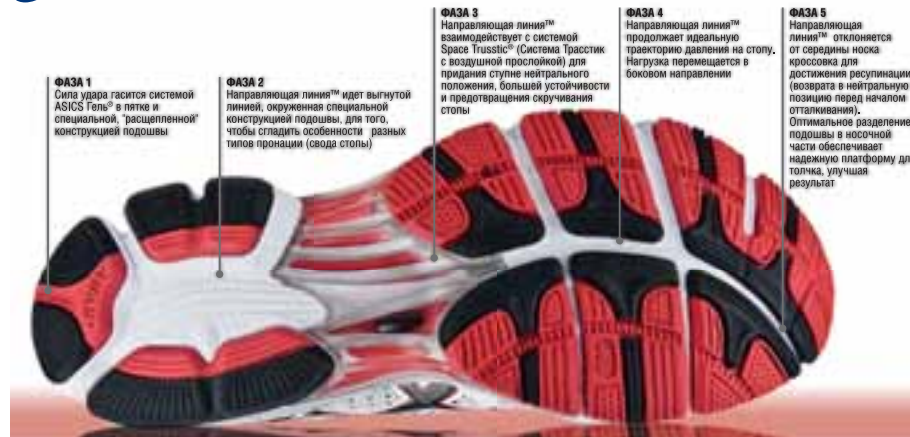 ФАЗА 1
Сила удара гасится системой
ASICS Гель® в пятке и
специальной, "расщепленной"
конструкцией подошвы
ФАЗА 2
Направляющая линия™ идет выгнутой
линией, окруженная специальной
конструкцией подошвы, для того,
чтобы сгладить особенности разных
типов пронации (свода стопы)
ФАЗА 3
Направляющая линия™
взаимодействует с системой
Space Trusstic® (Система Трасстик
с воздушной прослойкой) для
придания ступне нейтрального
положения, большей устойчивости
и предотвращения скручивания
стопы
ФАЗА 4
Направляющая линия™
продолжает идеальную
траекторию давления на стопу.
Нагрузка перемещается в
боковом направлении
ФАЗА 5
Направляющая
линия™ отклоняется
от середины носка
кроссовка для
достижения ресупинации
(возврата в нейтральную
позицию перед началом
отталкивания).
Оптимальное разделение
подошвы в носочной
части обеспечивает
надежную платформу дл
толчка, улучшая
результат